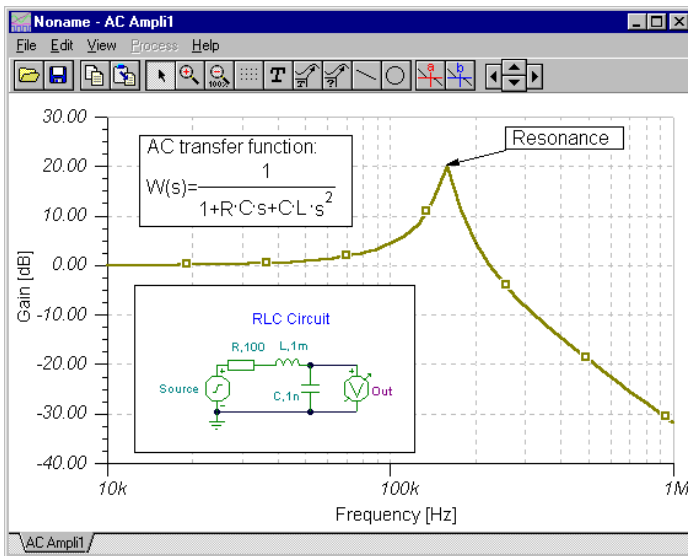 Noname - AC Ampli1
File Edit View Process Help
100%
T
a
b
30.00
20.00
10.00
0.00
-10.00
-20.00
-30.00
-40.00
Gain [dB]
AC transfer function:
W(s)=1/(1+R·C·s+C·L·s²)
Resonance
RLC Circuit
R,100 L,1m
Source
+
-
C,1n
+
V
Out
10k 100k 1M
Frequency [Hz]
AC Ampli1